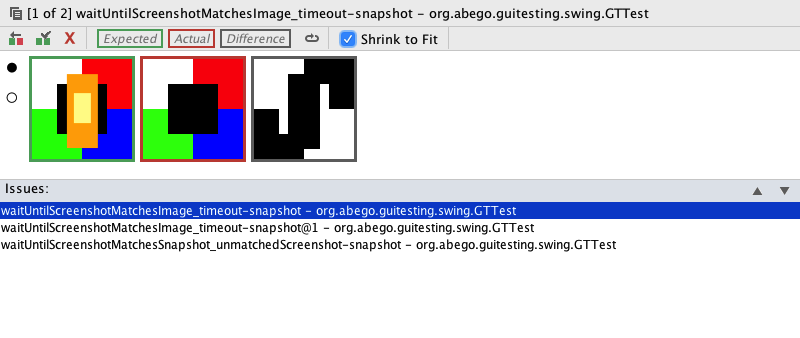 [1 of 2] waitUntilScreenshotMatchesImage_timeout-snapshot – org.abego.guitesting.swing.GTTest
X Expected Actual Difference Shrink to Fit
Issues:
waitUntilScreenshotMatchesImage_timeout-snapshot – org.abego.guitesting.swing.GTTest
waitUntilScreenshotMatchesImage_timeout-snapshot@1 – org.abego.guitesting.swing.GTTest
waitUntilScreenshotMatchesSnapshot_unmatchedScreenshot-snapshot – org.abego.guitesting.swing.GTTest